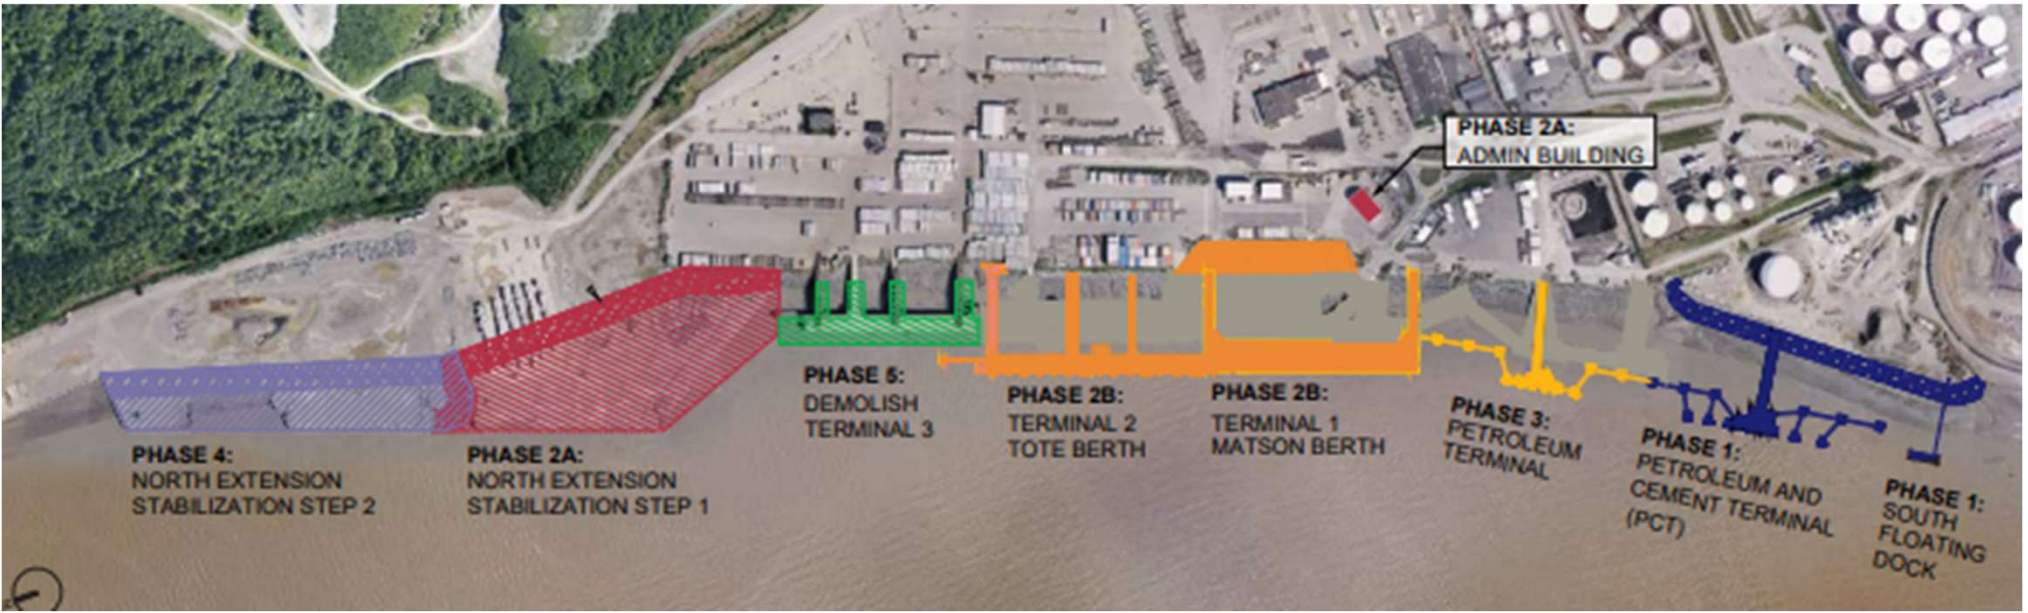 PHASE 2A:
ADMIN BUILDING
PHASE 5:
DEMOLISH
TERMINAL 3
PHASE 2B:
TERMINAL 2
TOTE BERTH
PHASE 2B:
TERMINAL 1
MATSON BERTH
PHASE 3:
PETROLEUM
TERMINAL
PHASE 1:
PETROLEUM AND
CEMENT TERMINAL
(PCT)
PHASE 1:
SOUTH
FLOATING
DOCK
PHASE 4:
NORTH EXTENSION
STABILIZATION STEP 2
PHASE 2A:
NORTH EXTENSION
STABILIZATION STEP 1